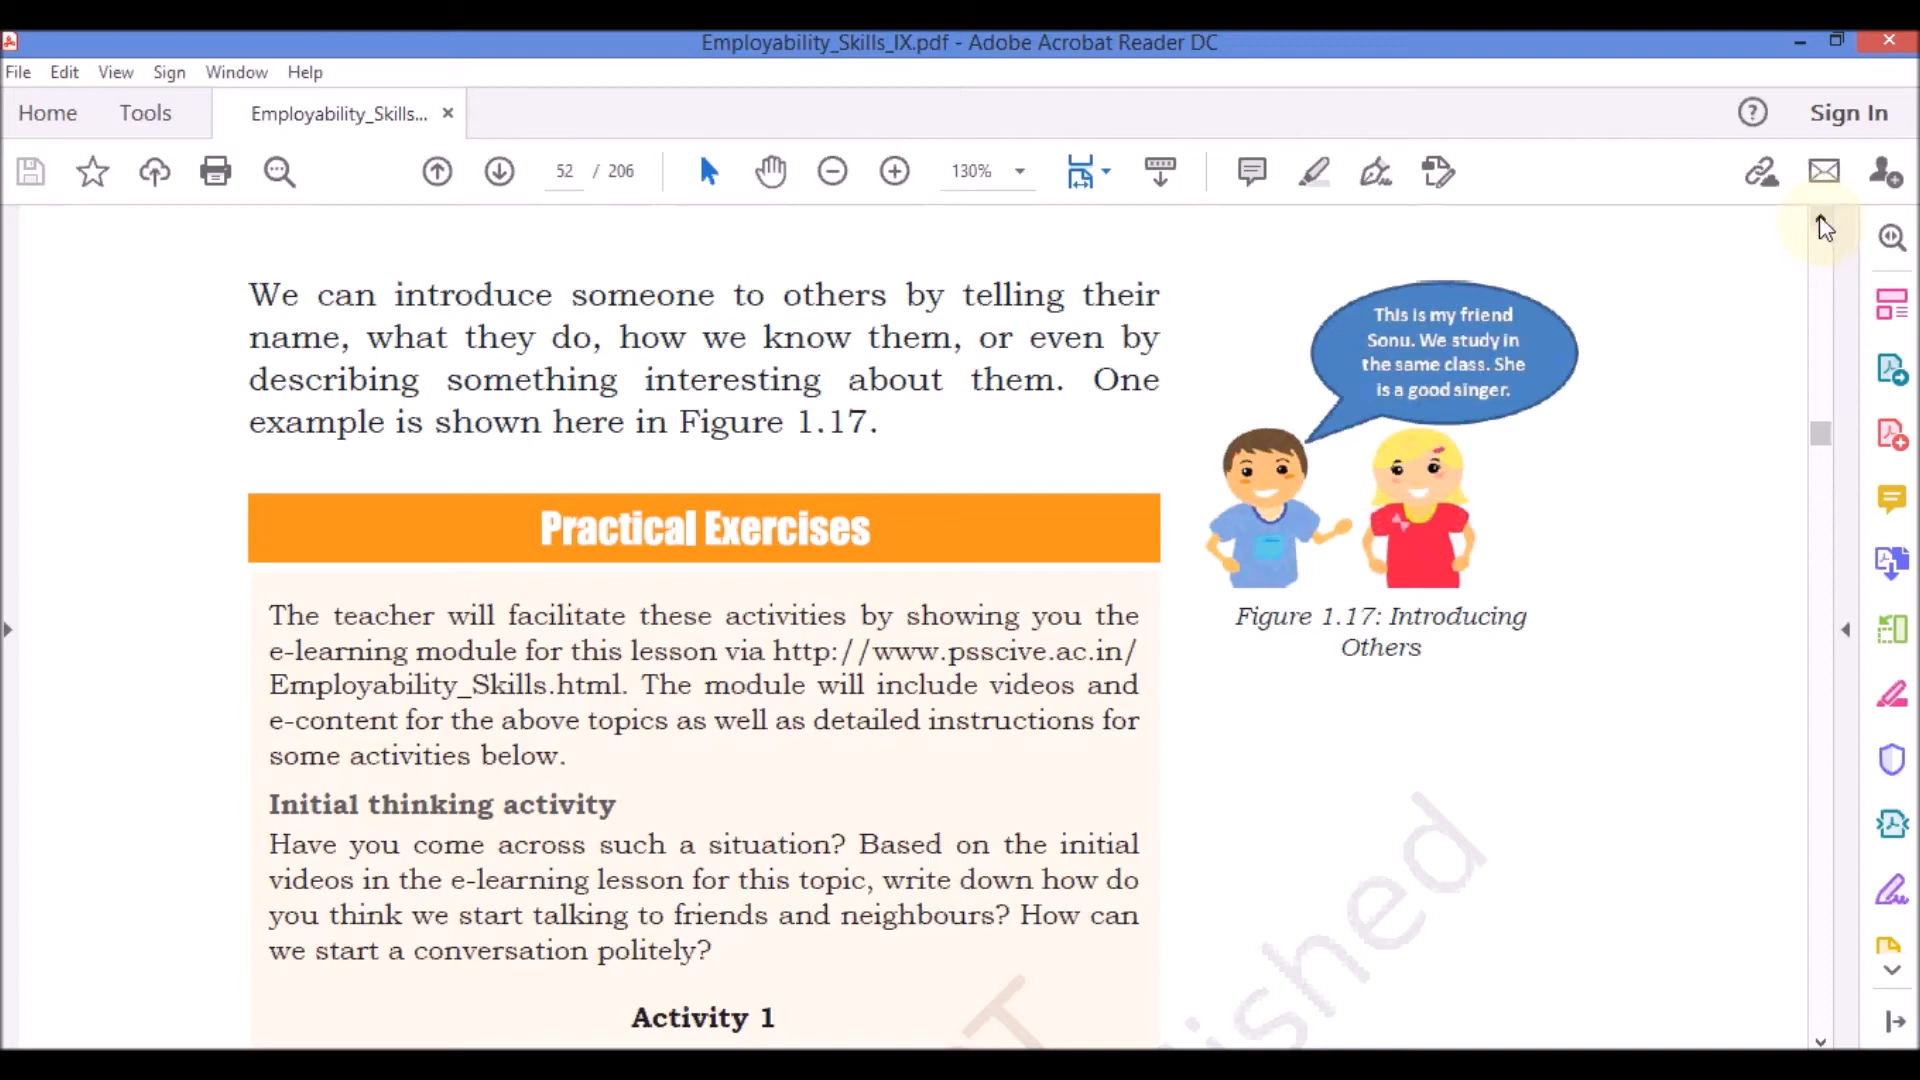 Employability_Skills_IX.pdf - Adobe Acrobat Reader DC
File Edit View Sign Window Help
Home Tools Employability_Skills... × Sign In
52 / 206 130%
We can introduce someone to others by telling their
name, what they do, how we know them, or even by
describing something interesting about them. One
example is shown here in Figure 1.17.
This is my friend
Sonu. We study in
the same class. She
is a good singer.
Figure 1.17: Introducing
Others
Practical Exercises
The teacher will facilitate these activities by showing you the
e-learning module for this lesson via http://www.psscive.ac.in/
Employability_Skills.html. The module will include videos and
e-content for the above topics as well as detailed instructions for
some activities below.
Initial thinking activity
Have you come across such a situation? Based on the initial
videos in the e-learning lesson for this topic, write down how do
you think we start talking to friends and neighbours? How can
we start a conversation politely?
Activity 1